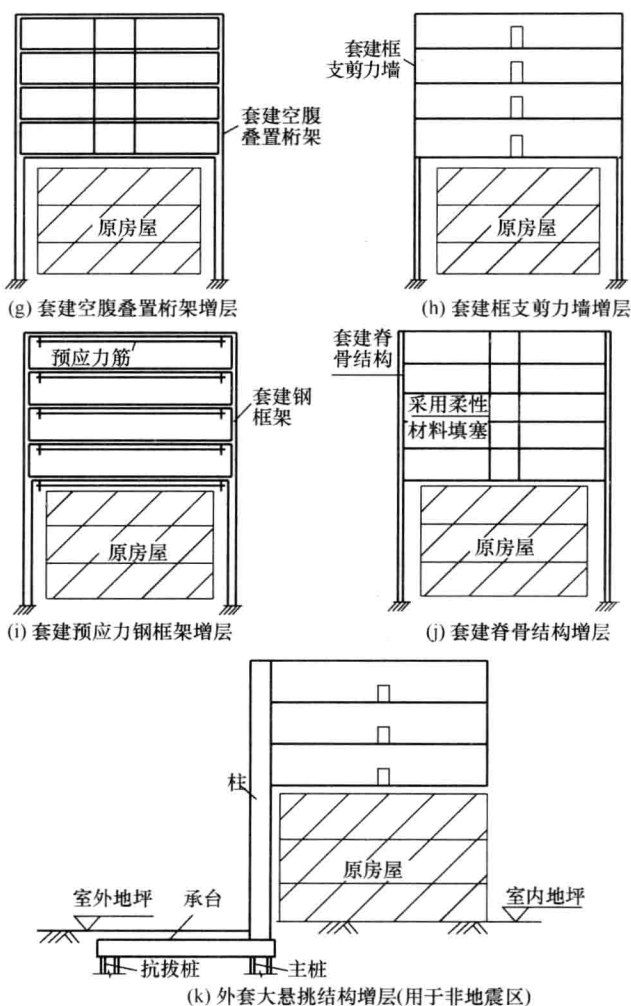 套建空腹
叠置桁架
原房屋
(g) 套建空腹叠置桁架增层
套建框
支剪力墙
原房屋
(h) 套建框支剪力墙增层
预应力筋
套建钢
框架
原房屋
(i) 套建预应力钢框架增层
套建脊
骨结构
采用柔性
材料填塞
原房屋
(j) 套建脊骨结构增层
柱
原房屋
室外地坪
承台
室内地坪
抗拔桩
主桩
(k) 外套大悬挑结构增层(用于非地震区)